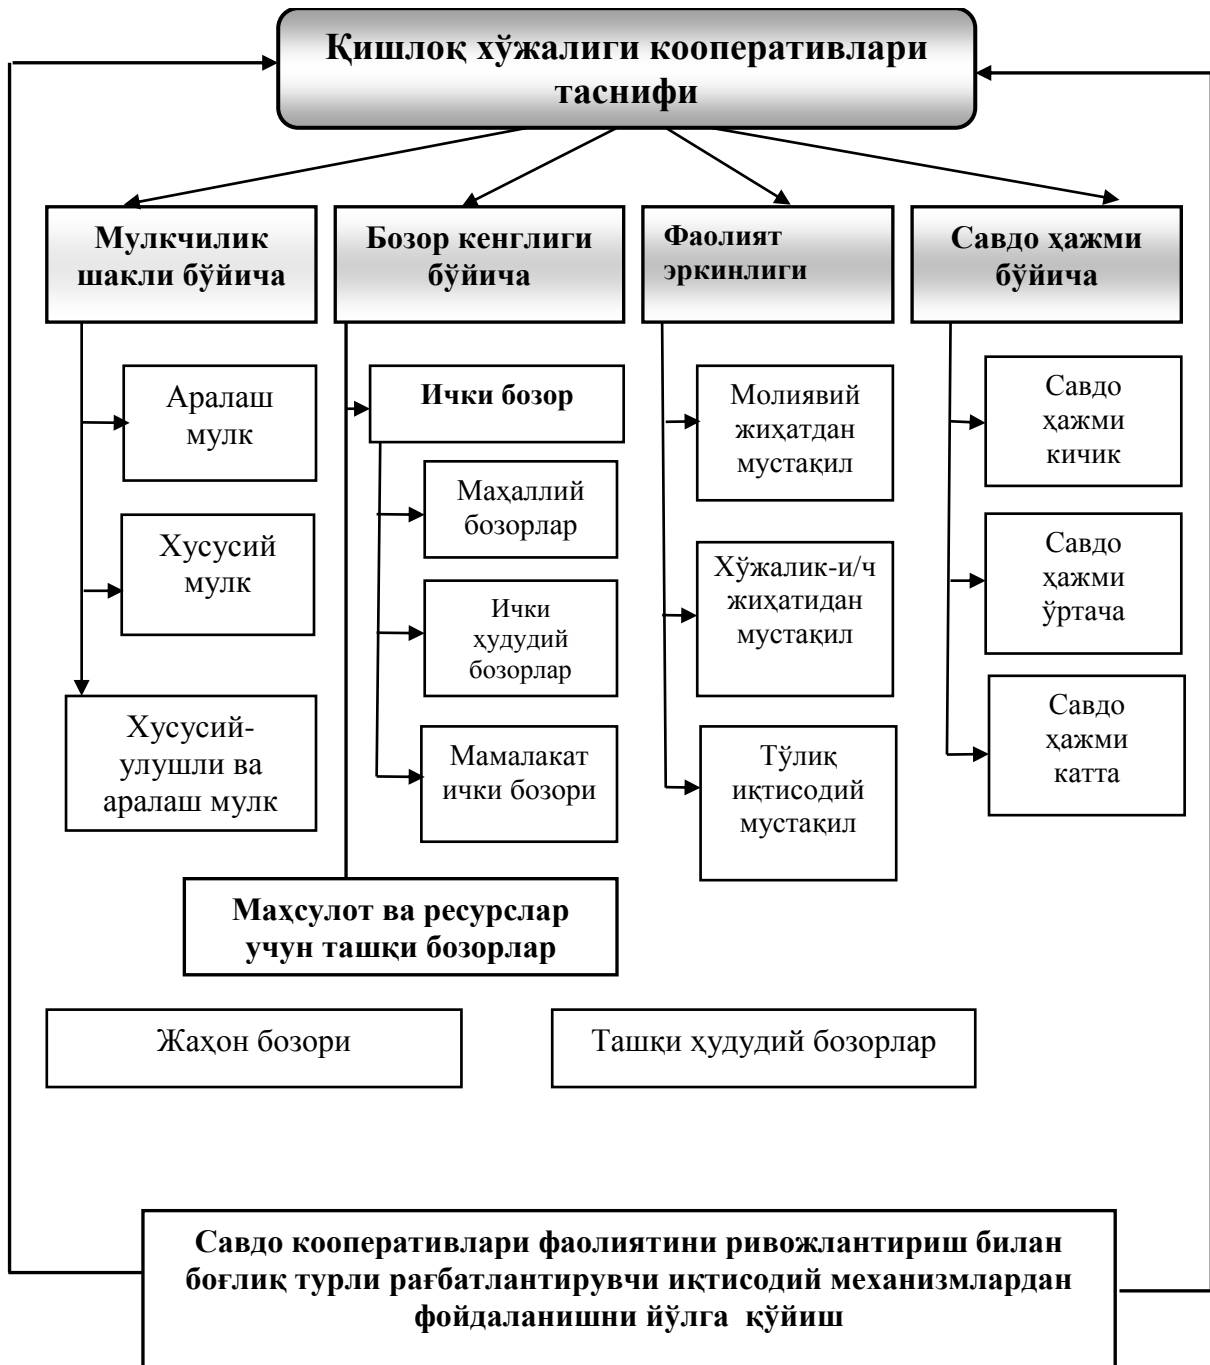 Қишлоқ хўжалиги кооперативлари
таснифи
Мулкчилик
шакли бўйича
Бозор кенглиги
бўйича
Фаолият
эркинлиги
Савдо ҳажми
бўйича
Аралаш
мулк
Хусусий
мулк
Хусусий-
улушли ва
аралаш мулк
Ички бозор
Маҳаллий
бозорлар
Ички
ҳудудий
бозорлар
Мамалакат
ички бозори
Маҳсулот ва ресурслар
учун ташқи бозорлар
Молиявий
жиҳатдан
мустақил
Хўжалик-и/ч
жиҳатидан
мустақил
Тўлиқ
иқтисодий
мустақил
Савдо
ҳажми
кичик
Савдо
ҳажми
ўртача
Савдо
ҳажми
катта
Жаҳон бозори
Ташқи ҳудудий бозорлар
Савдо кооперативлари фаолиятини ривожлантириш билан
боғлиқ турли рағбатлантирувчи иқтисодий механизмлардан
фойдаланишни йўлга қўйиш